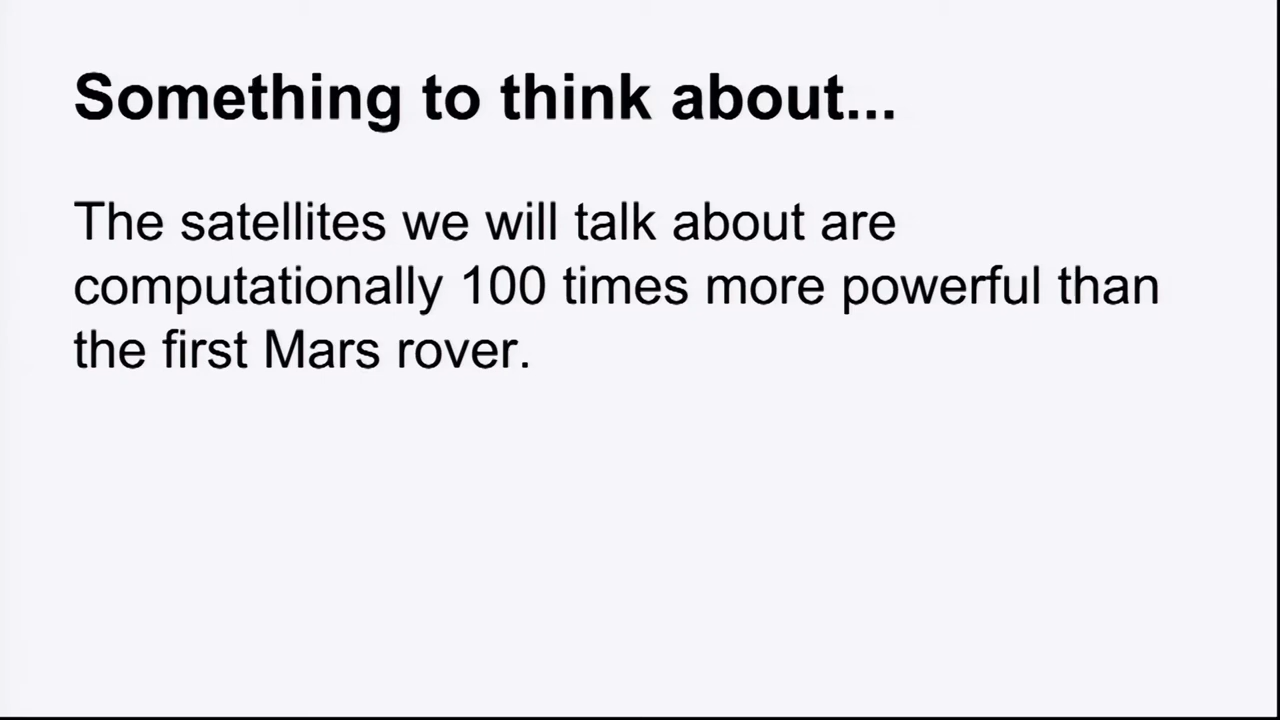 Something to think about...
The satellites we will talk about are
computationally 100 times more powerful than
the first Mars rover.